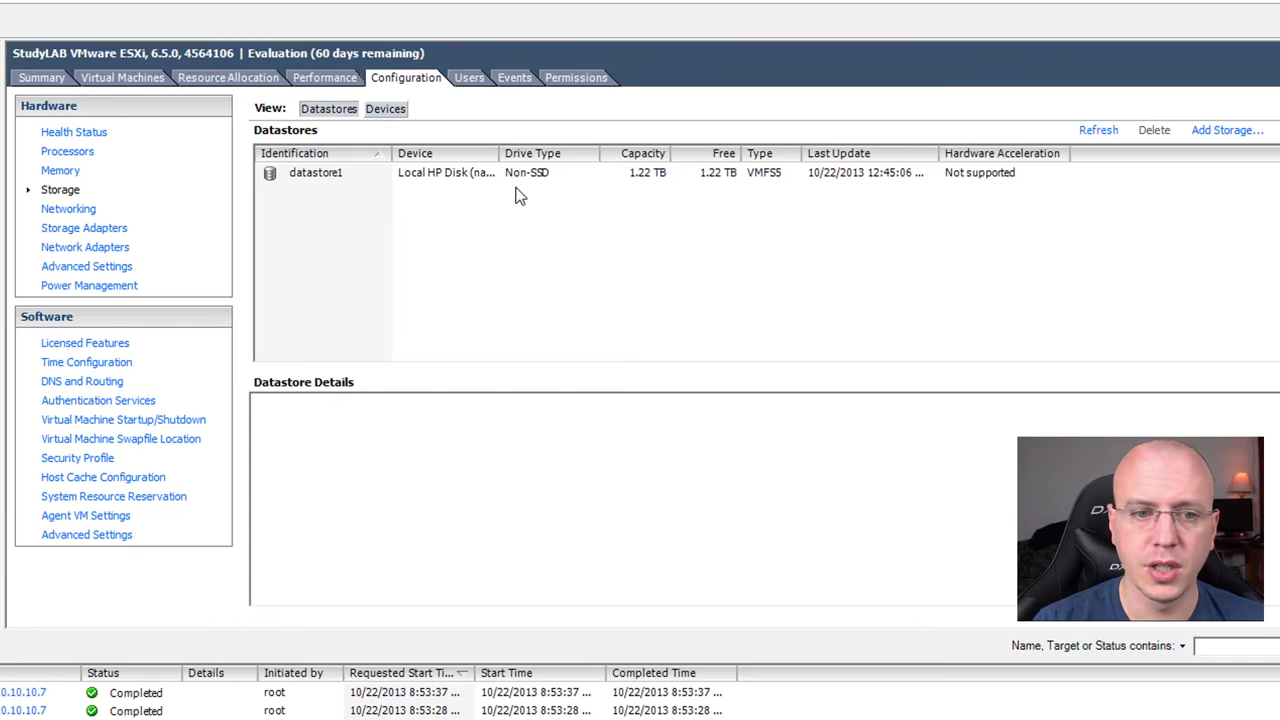 StudyLAB VMware ESXi, 6.5.0, 4564106 | Evaluation (60 days remaining)
Summary Virtual Machines Resource Allocation Performance Configuration Users Events Permissions
Hardware
Health Status
Processors
Memory
Storage
Networking
Storage Adapters
Network Adapters
Advanced Settings
Power Management
Software
Licensed Features
Time Configuration
DNS and Routing
Authentication Services
Virtual Machine Startup/Shutdown
Virtual Machine Swapfile Location
Security Profile
Host Cache Configuration
System Resource Reservation
Agent VM Settings
Advanced Settings
View: Datastores Devices
Datastores Refresh Delete Add Storage...
Identification Device Drive Type Capacity Free Type Last Update Hardware Acceleration
datastore1 Local HP Disk (na... Non-SSD 1.22 TB 1.22 TB VMFS5 10/22/2013 12:45:06 ... Not supported
Datastore Details
DX
DX
Name, Target or Status contains:
Status Details Initiated by Requested Start Ti... Start Time Completed Time
0.10.10.7 Completed root 10/22/2013 8:53:37 ... 10/22/2013 8:53:37 ... 10/22/2013 8:53:37 ...
0.10.10.7 Completed root 10/22/2013 8:53:28 ... 10/22/2013 8:53:28 ... 10/22/2013 8:53:28 ...